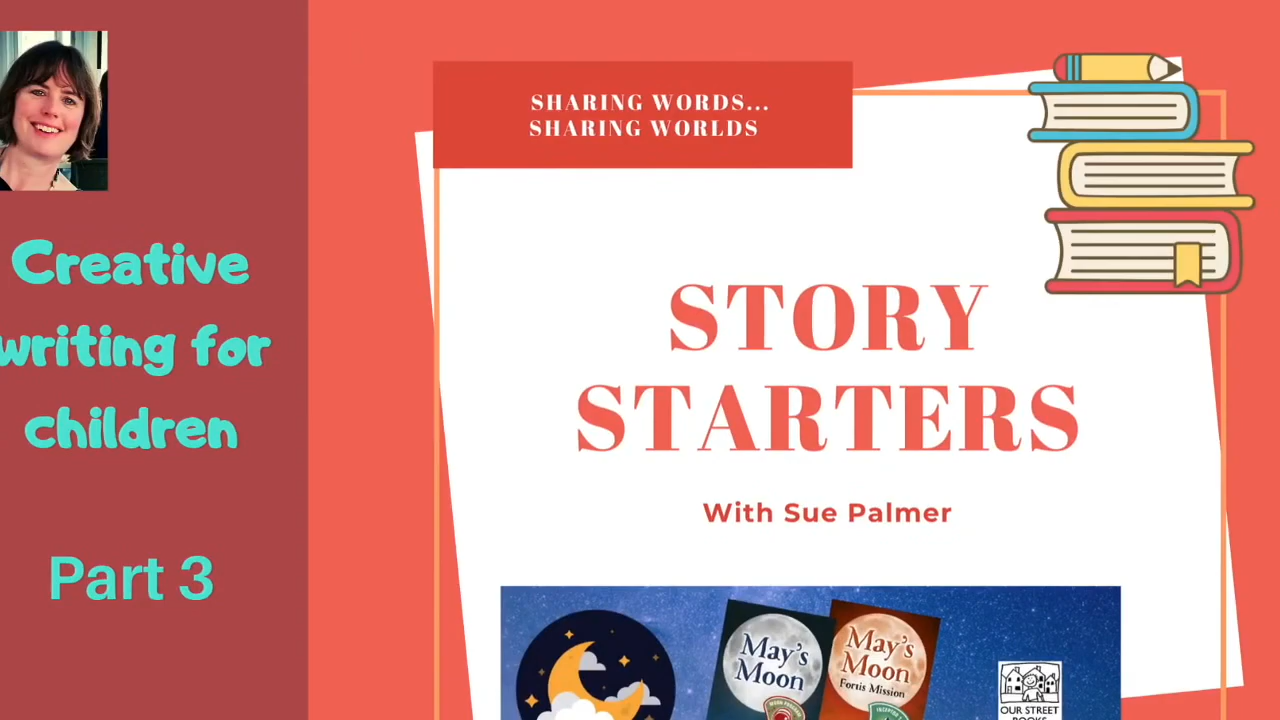 Creative
writing for
children
Part 3
SHARING WORDS...
SHARING WORLDS
STORY
STARTERS
With Sue Palmer
May's
Moon
May's
Moon
Fortis Mission
OUR STREET
BOOKS